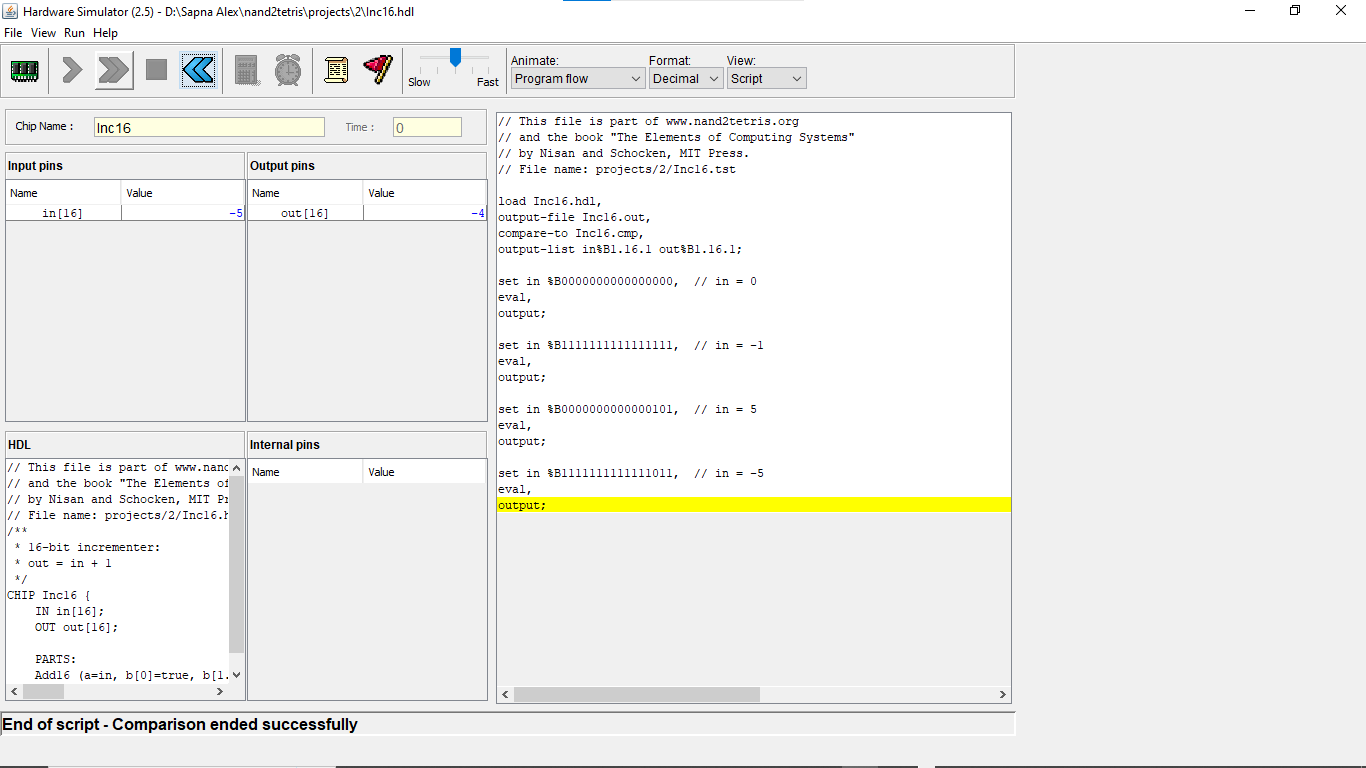 Hardware Simulator (2.5) - D:\Sapna Alex\nand2tetris\projects\2\Inc16.hdl
File View Run Help
Slow Fast
Animate: Format: View:
Program flow Decimal Script
Chip Name : Inc16 Time : 0
Input pins
Name Value
in[16] -5
Output pins
Name Value
out[16] -4
HDL
// This file is part of www.nand
// and the book "The Elements of
// by Nisan and Schocken, MIT Pr
// File name: projects/2/Inc16.h
/**
* 16-bit incrementer:
* out = in + 1
*/
CHIP Inc16 {
IN in[16];
OUT out[16];
PARTS:
Add16 (a=in, b[0]=true, b[1.
Internal pins
Name Value
// This file is part of www.nand2tetris.org
// and the book "The Elements of Computing Systems"
// by Nisan and Schocken, MIT Press.
// File name: projects/2/Inc16.tst
load Inc16.hdl,
output-file Inc16.out,
compare-to Inc16.cmp,
output-list in%B1.16.1 out%B1.16.1;
set in %B0000000000000000, // in = 0
eval,
output;
set in %B1111111111111111, // in = -1
eval,
output;
set in %B0000000000000101, // in = 5
eval,
output;
set in %B1111111111111011, // in = -5
eval,
output;
End of script - Comparison ended successfully